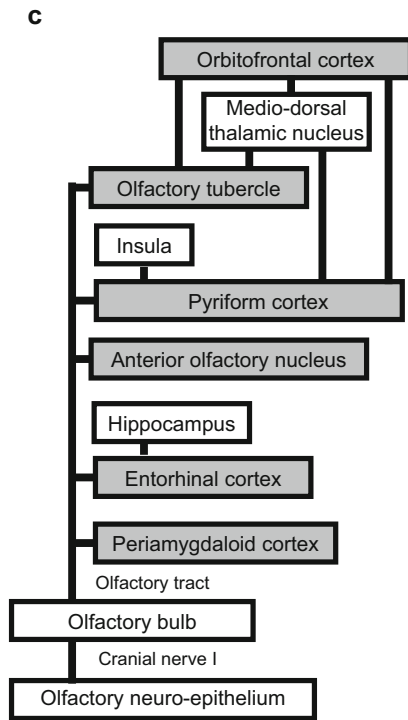 c
Orbitofrontal cortex
Medio-dorsal
thalamic nucleus
Olfactory tubercle
Insula
Pyriform cortex
Anterior olfactory nucleus
Hippocampus
Entorhinal cortex
Periamygdaloid cortex
Olfactory tract
Olfactory bulb
Cranial nerve I
Olfactory neuro-epithelium